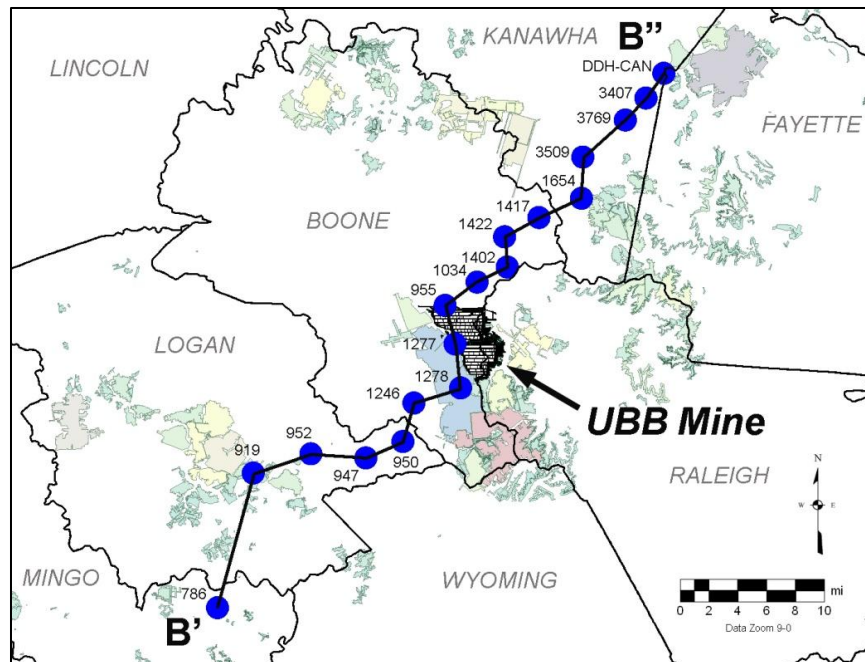 KANAWHA
B”
LINCOLN
DDH-CAN
3407
3769
FAYETTE
3509
1654
1417
BOONE
1422
1402
1034
955
LOGAN
1277
1278
1246
UBB Mine
919
952
947
950
RALEIGH
N
W
E
S
MINGO
WYOMING
786
B’
0 2 4 6 8 10 mi
Data Zoom 9-0